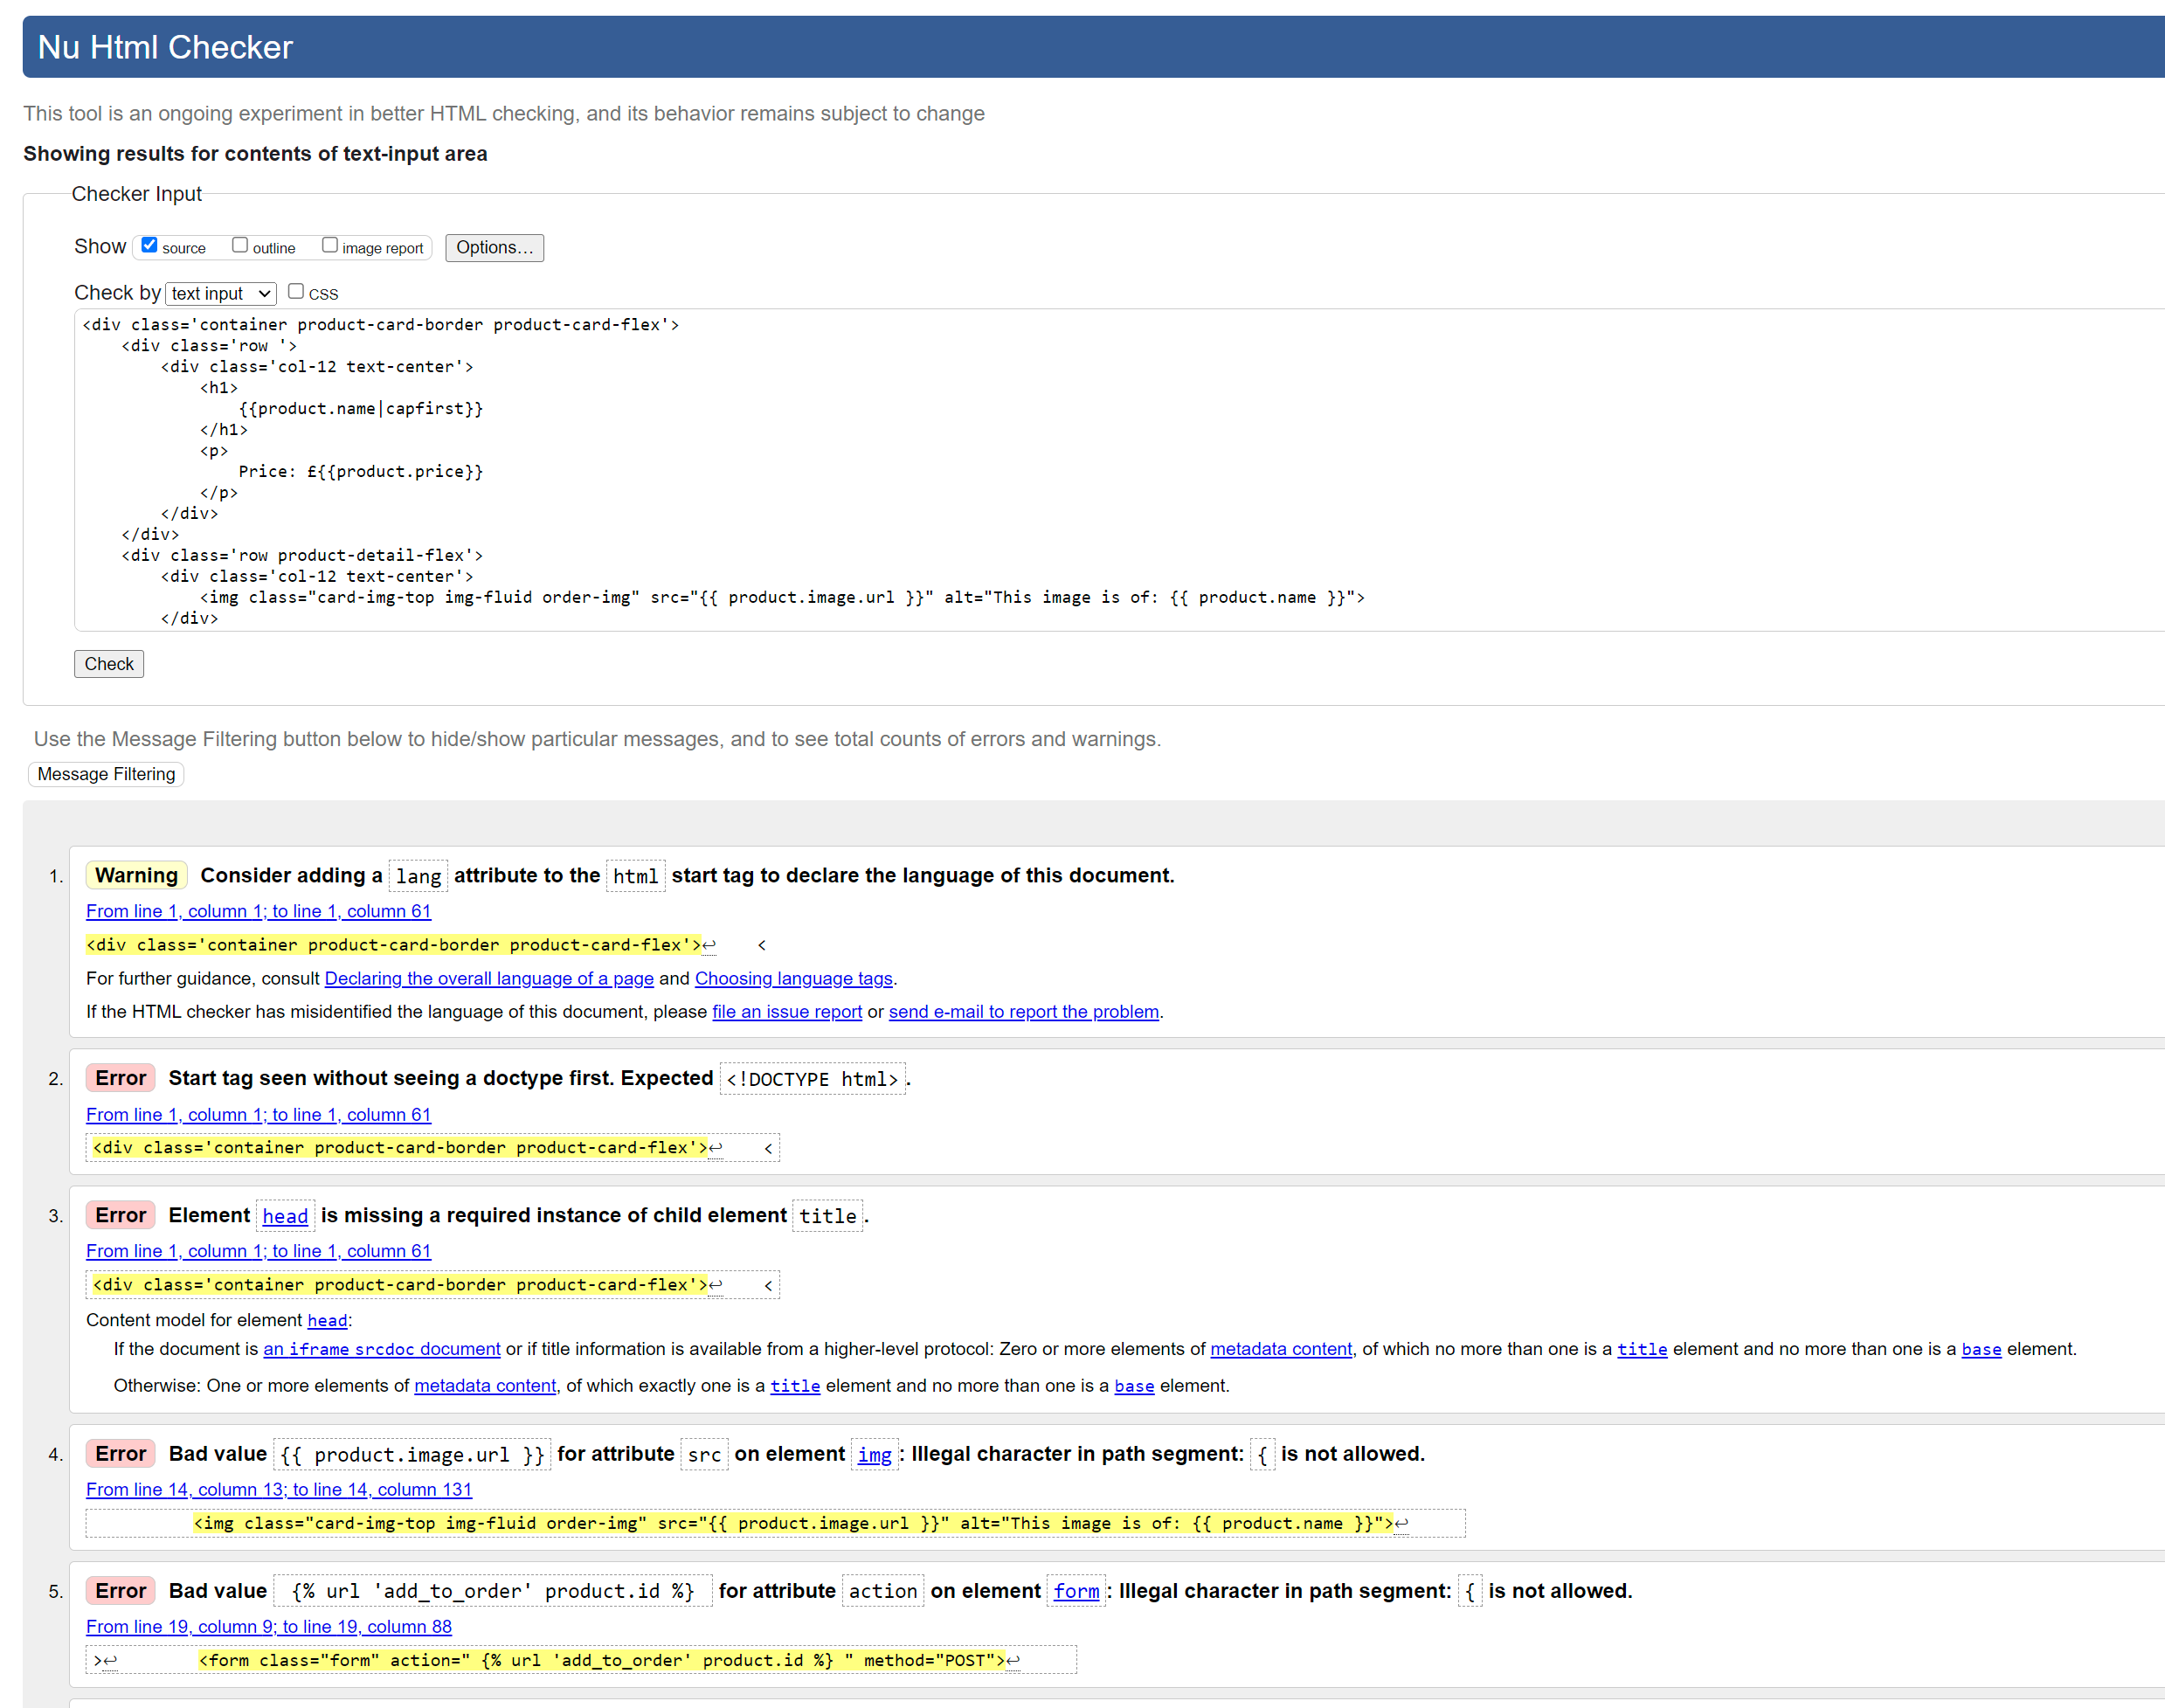 Nu Html Checker
This tool is an ongoing experiment in better HTML checking, and its behavior remains subject to change
Showing results for contents of text-input area
Checker Input
Show source outline image report Options...
Check by text input CSS
<div class='container product-card-border product-card-flex'>
    <div class='row '>
        <div class='col-12 text-center'>
            <h1>
                {{product.name|capfirst}}
            </h1>
            <p>
                Price: £{{product.price}}
            </p>
        </div>
    </div>
    <div class='row product-detail-flex'>
        <div class='col-12 text-center'>
            <img class="card-img-top img-fluid order-img" src="{{ product.image.url }}" alt="This image is of: {{ product.name }}">
        </div>
Check
Use the Message Filtering button below to hide/show particular messages, and to see total counts of errors and warnings.
Message Filtering
1. Warning Consider adding a lang attribute to the html start tag to declare the language of this document.
From line 1, column 1; to line 1, column 61
<div class='container product-card-border product-card-flex'>↩    <
For further guidance, consult Declaring the overall language of a page and Choosing language tags.
If the HTML checker has misidentified the language of this document, please file an issue report or send e-mail to report the problem.
2. Error Start tag seen without seeing a doctype first. Expected <!DOCTYPE html>.
From line 1, column 1; to line 1, column 61
<div class='container product-card-border product-card-flex'>↩    <
3. Error Element head is missing a required instance of child element title.
From line 1, column 1; to line 1, column 61
<div class='container product-card-border product-card-flex'>↩    <
Content model for element head:
If the document is an iframe srcdoc document or if title information is available from a higher-level protocol: Zero or more elements of metadata content, of which no more than one is a title element and no more than one is a base element.
Otherwise: One or more elements of metadata content, of which exactly one is a title element and no more than one is a base element.
4. Error Bad value {{ product.image.url }} for attribute src on element img: Illegal character in path segment: { is not allowed.
From line 14, column 13; to line 14, column 131
<img class="card-img-top img-fluid order-img" src="{{ product.image.url }}" alt="This image is of: {{ product.name }}">↩
5. Error Bad value {% url 'add_to_order' product.id %} for attribute action on element form: Illegal character in path segment: { is not allowed.
From line 19, column 9; to line 19, column 88
>↩        <form class="form" action=" {% url 'add_to_order' product.id %} " method="POST">↩